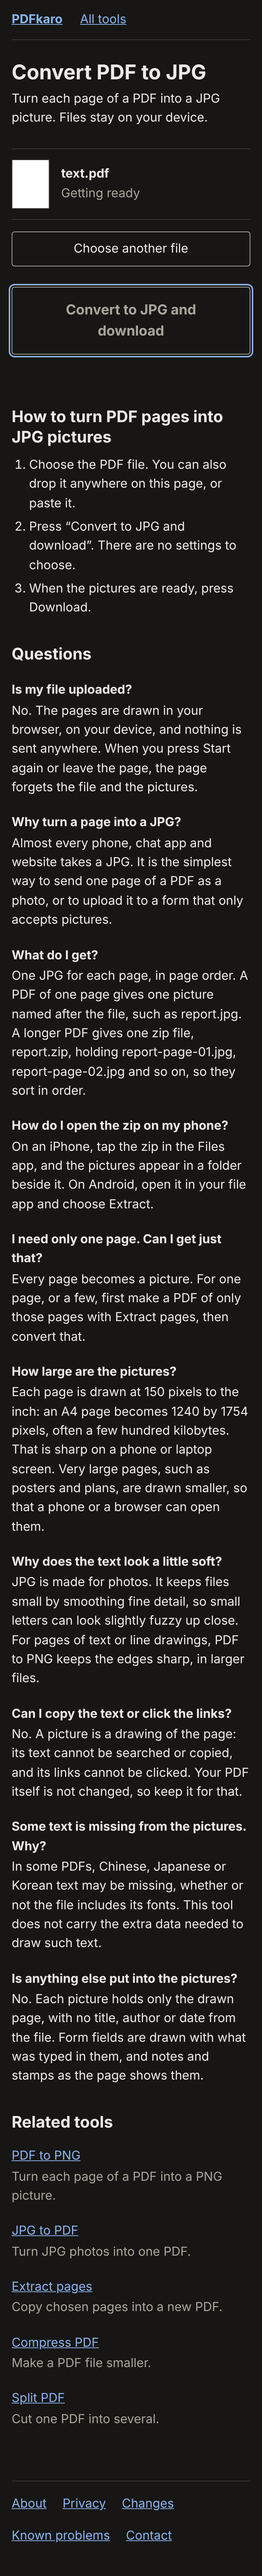 PDFkaro All tools
Convert PDF to JPG
Turn each page of a PDF into a JPG
picture. Files stay on your device.
text.pdf
Getting ready
Choose another file
Convert to JPG and
download
How to turn PDF pages into
JPG pictures
1. Choose the PDF file. You can also
drop it anywhere on this page, or
paste it.
2. Press “Convert to JPG and
download”. There are no settings to
choose.
3. When the pictures are ready, press
Download.
Questions
Is my file uploaded?
No. The pages are drawn in your
browser, on your device, and nothing is
sent anywhere. When you press Start
again or leave the page, the page
forgets the file and the pictures.
Why turn a page into a JPG?
Almost every phone, chat app and
website takes a JPG. It is the simplest
way to send one page of a PDF as a
photo, or to upload it to a form that only
accepts pictures.
What do I get?
One JPG for each page, in page order. A
PDF of one page gives one picture
named after the file, such as report.jpg.
A longer PDF gives one zip file,
report.zip, holding report-page-01.jpg,
report-page-02.jpg and so on, so they
sort in order.
How do I open the zip on my phone?
On an iPhone, tap the zip in the Files
app, and the pictures appear in a folder
beside it. On Android, open it in your file
app and choose Extract.
I need only one page. Can I get just
that?
Every page becomes a picture. For one
page, or a few, first make a PDF of only
those pages with Extract pages, then
convert that.
How large are the pictures?
Each page is drawn at 150 pixels to the
inch: an A4 page becomes 1240 by 1754
pixels, often a few hundred kilobytes.
That is sharp on a phone or laptop
screen. Very large pages, such as
posters and plans, are drawn smaller, so
that a phone or a browser can open
them.
Why does the text look a little soft?
JPG is made for photos. It keeps files
small by smoothing fine detail, so small
letters can look slightly fuzzy up close.
For pages of text or line drawings, PDF
to PNG keeps the edges sharp, in larger
files.
Can I copy the text or click the links?
No. A picture is a drawing of the page:
its text cannot be searched or copied,
and its links cannot be clicked. Your PDF
itself is not changed, so keep it for that.
Some text is missing from the pictures.
Why?
In some PDFs, Chinese, Japanese or
Korean text may be missing, whether or
not the file includes its fonts. This tool
does not carry the extra data needed to
draw such text.
Is anything else put into the pictures?
No. Each picture holds only the drawn
page, with no title, author or date from
the file. Form fields are drawn with what
was typed in them, and notes and
stamps as the page shows them.
Related tools
PDF to PNG
Turn each page of a PDF into a PNG
picture.
JPG to PDF
Turn JPG photos into one PDF.
Extract pages
Copy chosen pages into a new PDF.
Compress PDF
Make a PDF file smaller.
Split PDF
Cut one PDF into several.
About Privacy Changes
Known problems Contact